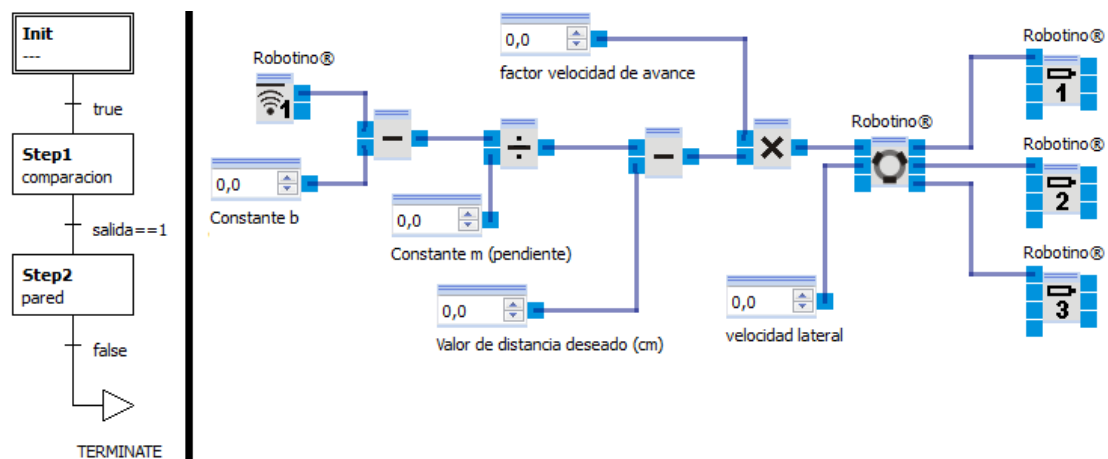 Init
---
true
Step1
comparacion
salida==1
Step2
pared
false
TERMINATE
0,0
factor velocidad de avance
Robotino®
1
−
÷
−
×
Robotino®
Robotino®
1
0,0
Constante b
0,0
Constante m (pendiente)
Robotino®
2
0,0
Valor de distancia deseado (cm)
0,0
velocidad lateral
Robotino®
3